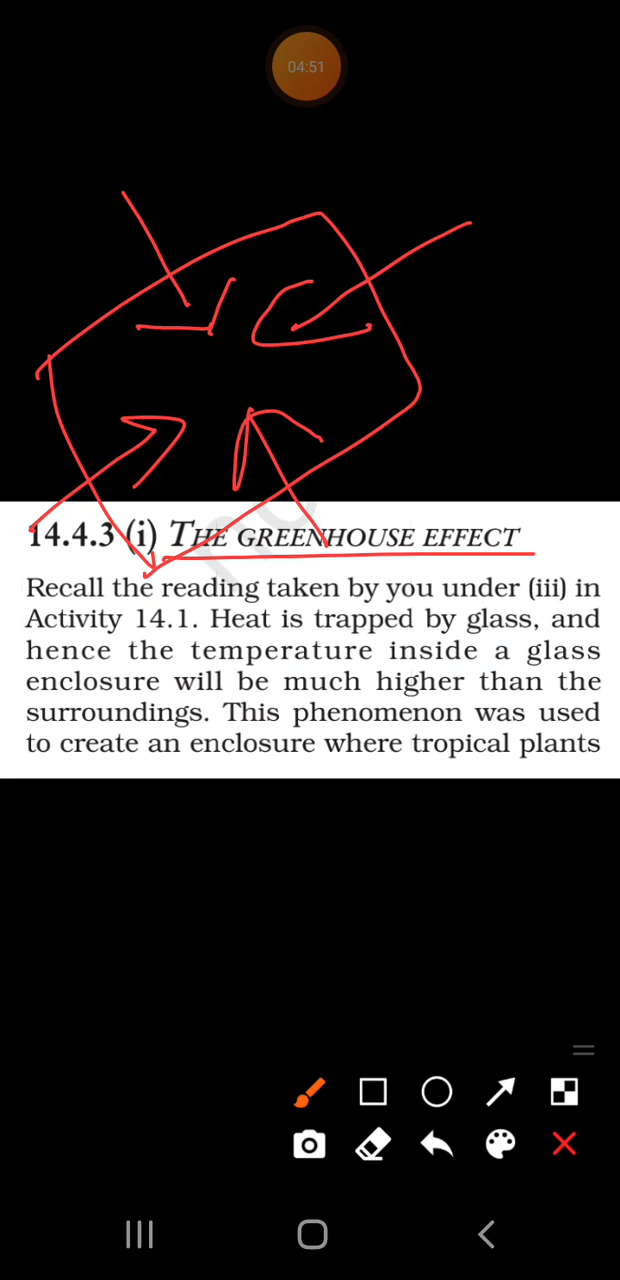 04:51
14.4.3 (i) THE GREENHOUSE EFFECT
Recall the reading taken by you under (iii) in
Activity 14.1. Heat is trapped by glass, and
hence the temperature inside a glass
enclosure will be much higher than the
surroundings. This phenomenon was used
to create an enclosure where tropical plants